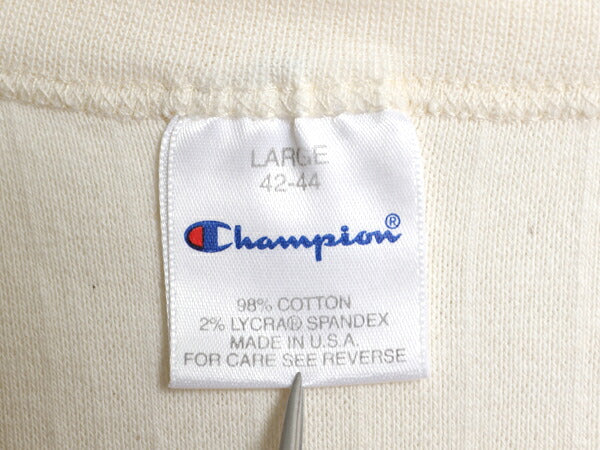 LARGE
42-44
Champion®
98% COTTON
2% LYCRA® SPANDEX
MADE IN U.S.A.
FOR CARE SEE REVERSE